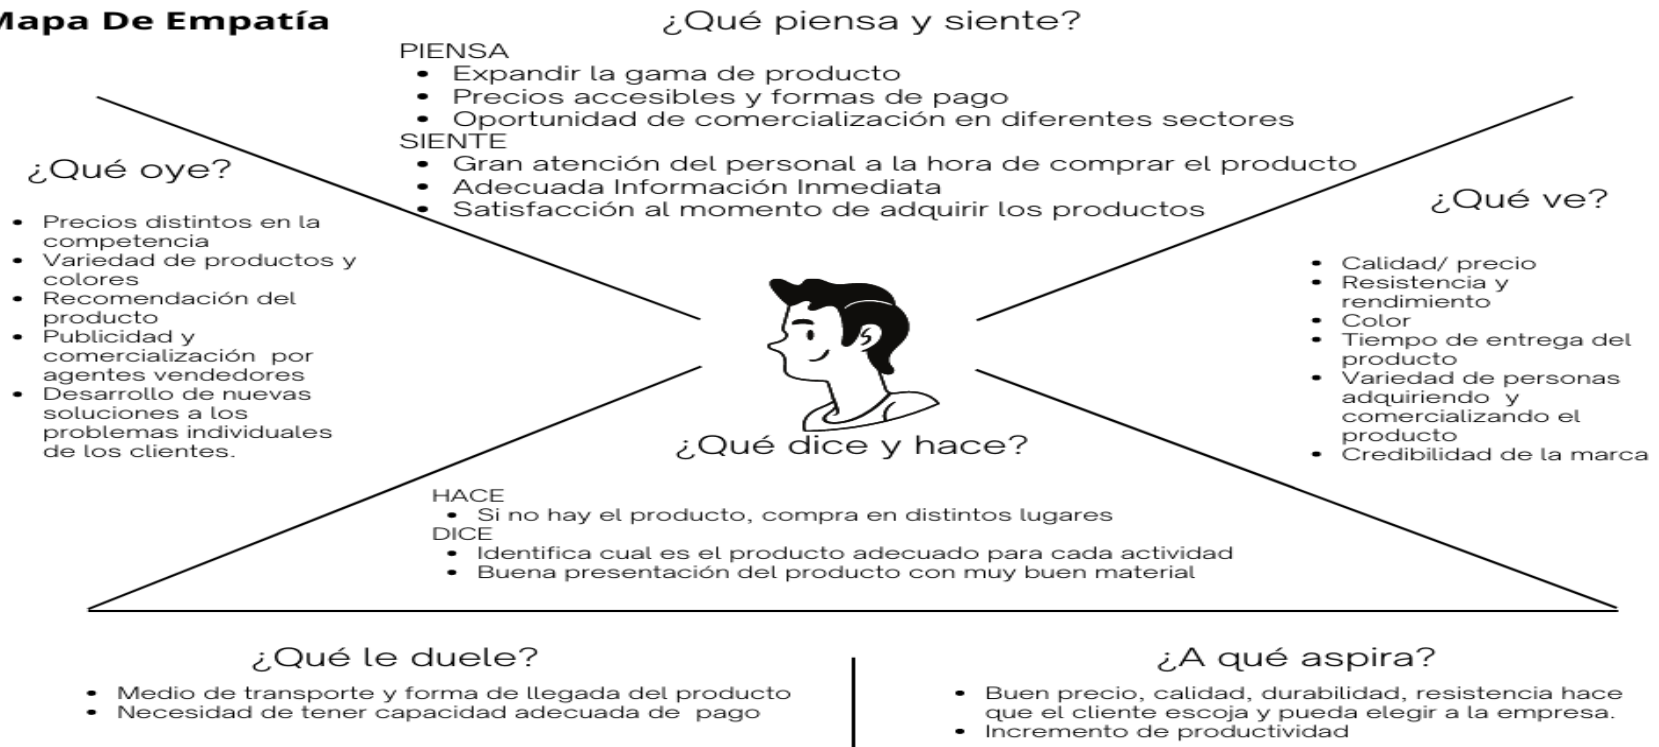 Mapa De Empatía
¿Qué piensa y siente?
PIENSA
• Expandir la gama de producto
• Precios accesibles y formas de pago
• Oportunidad de comercialización en diferentes sectores
SIENTE
• Gran atención del personal a la hora de comprar el producto
• Adecuada Información Inmediata
• Satisfacción al momento de adquirir los productos
¿Qué oye?
• Precios distintos en la
competencia
• Variedad de productos y
colores
• Recomendación del
producto
• Publicidad y
comercialización por
agentes vendedores
• Desarrollo de nuevas
soluciones a los
problemas individuales
de los clientes.
¿Qué ve?
• Calidad/ precio
• Resistencia y
rendimiento
• Color
• Tiempo de entrega del
producto
• Variedad de personas
adquiriendo y
comercializando el
producto
• Credibilidad de la marca
¿Qué dice y hace?
HACE
• Si no hay el producto, compra en distintos lugares
DICE
• Identifica cual es el producto adecuado para cada actividad
• Buena presentación del producto con muy buen material
¿Qué le duele?
• Medio de transporte y forma de llegada del producto
• Necesidad de tener capacidad adecuada de pago
¿A qué aspira?
• Buen precio, calidad, durabilidad, resistencia hace
que el cliente escoja y pueda elegir a la empresa.
• Incremento de productividad